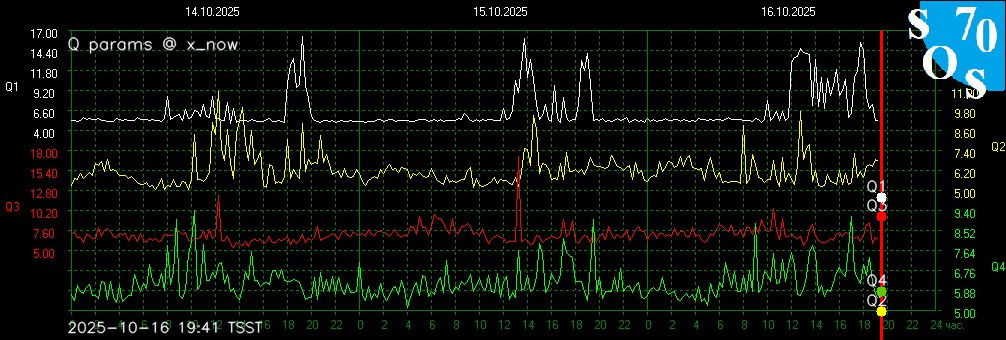 14.10.2025 15.10.2025 16.10.2025
S 70
O
S
Q params @ x_now
17.00
14.40
11.80
Q1
9.20
6.60
4.00
18.00
15.40
12.80
Q3
10.20
7.60
5.00
9.80
8.60
Q2
7.40
6.20
5.00
9.40
8.52
7.64
Q4
6.76
5.88
5.00
Q1
Q3
Q4
Q2
2025-10-16 19:41 TSST
18 20 22 0 2 4 6 8 10 12 14 16 18 20 22 0 2 4 6 8 10 12 14 16 18 20 22 24 час.